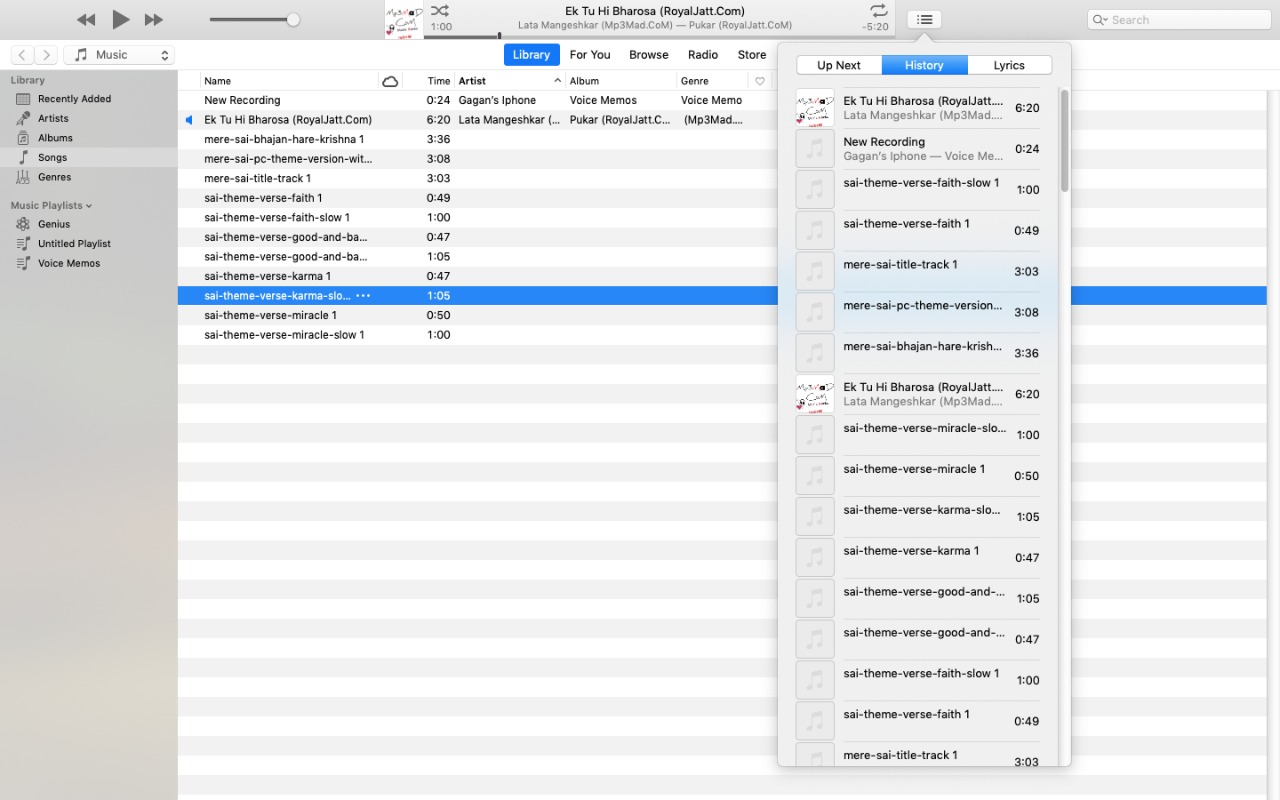 1:00
Ek Tu Hi Bharosa (RoyalJatt.Com)
Lata Mangeshkar (Mp3Mad.CoM) — Pukar (RoyalJatt.CoM)
-5:20
Search
Music
Library
For You
Browse
Radio
Store
Library
Recently Added
Artists
Albums
Songs
Genres
Music Playlists
Genius
Untitled Playlist
Voice Memos
Name Time Artist Album Genre
New Recording 0:24 Gagan's Iphone Voice Memos Voice Memo
Ek Tu Hi Bharosa (RoyalJatt.Com) 6:20 Lata Mangeshkar (... Pukar (RoyalJatt.C... (Mp3Mad....
mere-sai-bhajan-hare-krishna 1 3:36
mere-sai-pc-theme-version-wit... 3:08
mere-sai-title-track 1 3:03
sai-theme-verse-faith 1 0:49
sai-theme-verse-faith-slow 1 1:00
sai-theme-verse-good-and-ba... 0:47
sai-theme-verse-good-and-ba... 1:05
sai-theme-verse-karma 1 0:47
sai-theme-verse-karma-slo... ••• 1:05
sai-theme-verse-miracle 1 0:50
sai-theme-verse-miracle-slow 1 1:00
Up Next
History
Lyrics
Ek Tu Hi Bharosa (RoyalJatt.... 6:20
Lata Mangeshkar (Mp3Mad....
New Recording 0:24
Gagan's Iphone — Voice Me...
sai-theme-verse-faith-slow 1 1:00
sai-theme-verse-faith 1 0:49
mere-sai-title-track 1 3:03
mere-sai-pc-theme-version... 3:08
mere-sai-bhajan-hare-krish... 3:36
Ek Tu Hi Bharosa (RoyalJatt.... 6:20
Lata Mangeshkar (Mp3Mad....
sai-theme-verse-miracle-slo... 1:00
sai-theme-verse-miracle 1 0:50
sai-theme-verse-karma-slo... 1:05
sai-theme-verse-karma 1 0:47
sai-theme-verse-good-and-... 1:05
sai-theme-verse-good-and-... 0:47
sai-theme-verse-faith-slow 1 1:00
sai-theme-verse-faith 1 0:49
mere-sai-title-track 1 3:03